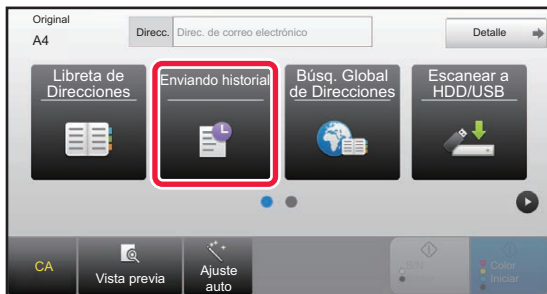 Original
A4
Direcc.
Direc. de correo electrónico
Detalle
Libreta de
Direcciones
Enviando historial
Búsq. Global
de Direcciones
Escanear a
HDD/USB
CA
Vista previa
Ajuste
auto
B/N
Iniciar
Color
Iniciar